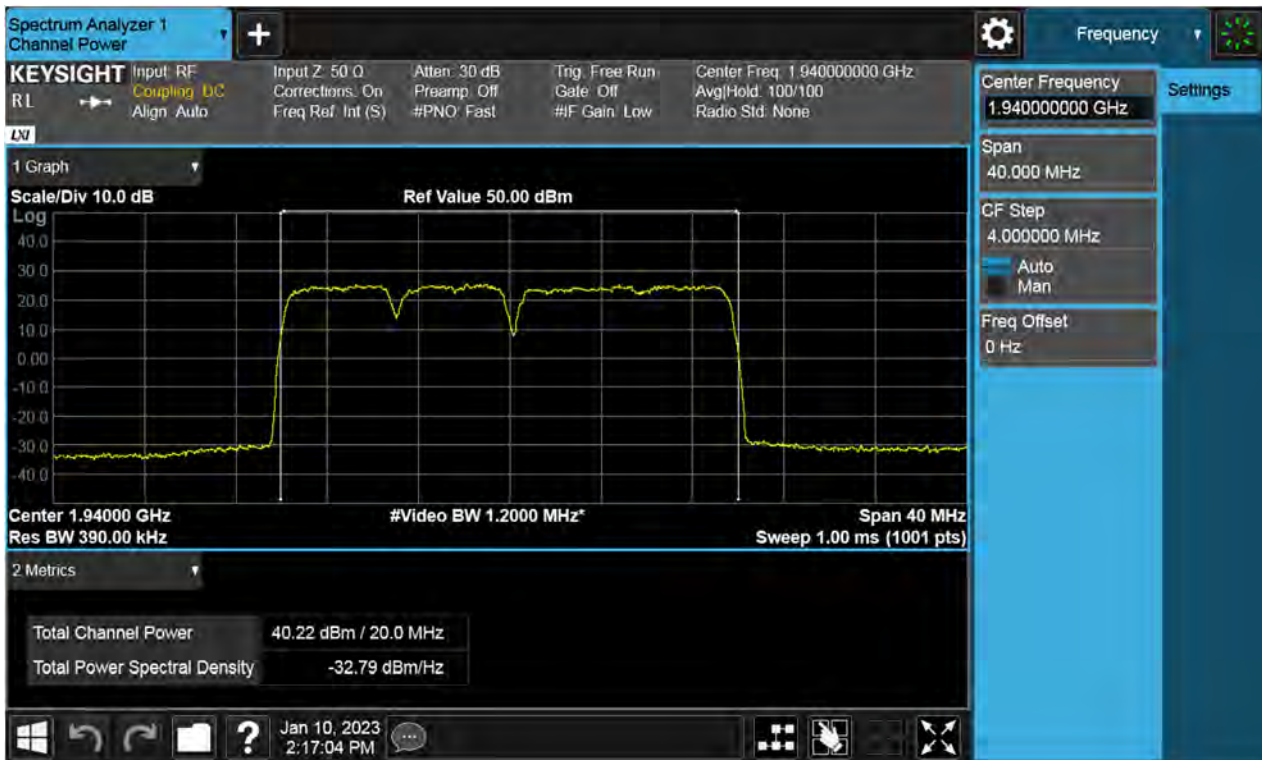 Spectrum Analyzer 1
Channel Power
+
Frequency
KEYSIGHT
RL
LXI
Input: RF
Coupling: DC
Align: Auto
Input Z: 50 Ω
Corrections: On
Freq Ref: Int (S)
Atten: 30 dB
Preamp: Off
#PNO: Fast
Trig: Free Run
Gate: Off
#IF Gain: Low
Center Freq: 1.940000000 GHz
Avg|Hold: 100/100
Radio Std: None
Center Frequency
1.940000000 GHz
Settings
Span
40.000 MHz
CF Step
4.000000 MHz
Auto
Man
Freq Offset
0 Hz
1 Graph
Scale/Div 10.0 dB
Ref Value 50.00 dBm
Log
40.0
30.0
20.0
10.0
0.00
-10.0
-20.0
-30.0
-40.0
Center 1.94000 GHz
#Video BW 1.2000 MHz*
Span 40 MHz
Res BW 390.00 kHz
Sweep 1.00 ms (1001 pts)
2 Metrics
Total Channel Power 40.22 dBm / 20.0 MHz
Total Power Spectral Density -32.79 dBm/Hz
?
Jan 10, 2023
2:17:04 PM